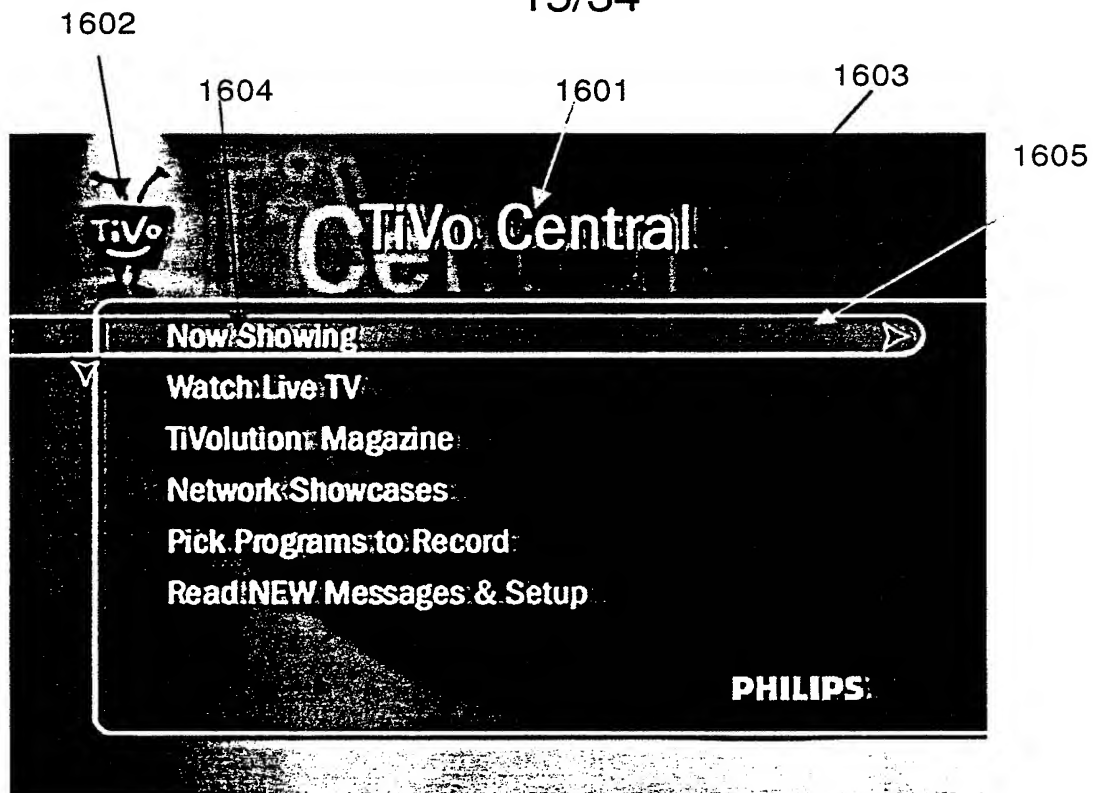 15/34
1602
1604
1601
1603
1605
TiVo
TiVo Central
Now Showing
Watch Live TV
TiVolution Magazine
Network Showcases
Pick Programs to Record
Read NEW Messages & Setup
PHILIPS